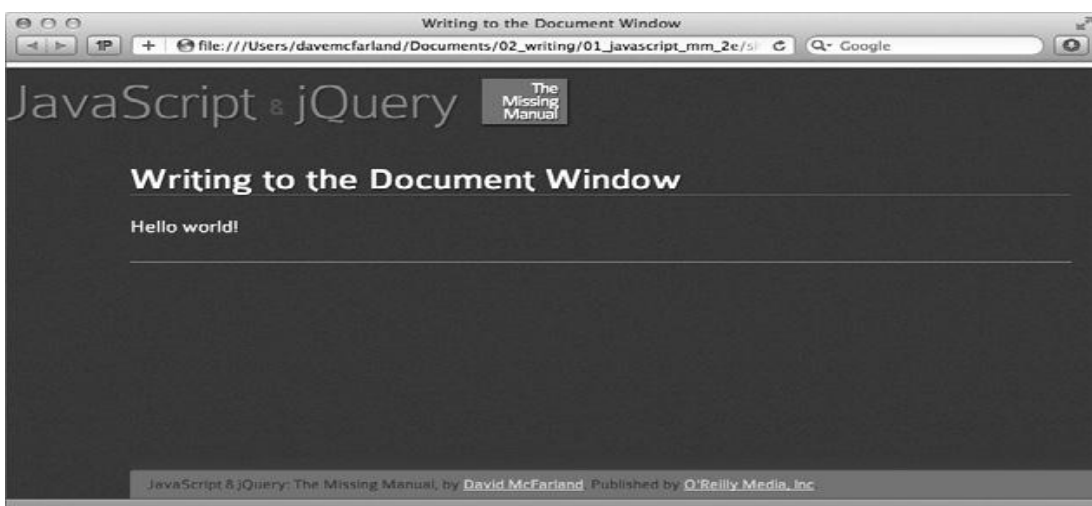 Writing to the Document Window
1P + file:///Users/davemcfarland/Documents/02_writing/01_javascript_mm_2e/ Google
JavaScript & jQuery
The
Missing
Manual
Writing to the Document Window
Hello world!
JavaScript & jQuery: The Missing Manual, by David McFarland. Published by O'Reilly Media, Inc.